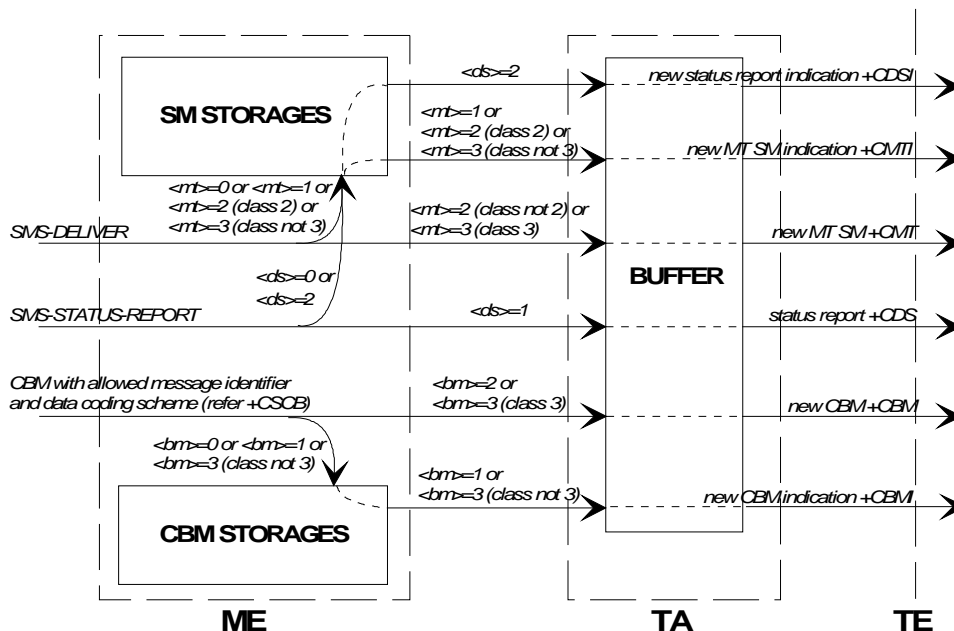 <ds>=2
new status report indication +CDSI
SM STORAGES
<mt>=1 or
<mt>=2 (class 2) or
<mt>=3 (class not 3)
new MT SM indication +CMTI
<mt>=0 or <mt>=1 or
<mt>=2 (class 2) or
<mt>=3 (class not 3)
<mt>=2 (class not 2) or
<mt>=3 (class 3)
SMS-DELIVER
new MT SM +CMT
BUFFER
<ds>=0 or
<ds>=2
SMS-STATUS-REPORT
<ds>=1
status report +CDS
CBM with allowed message identifier
and data coding scheme (refer +CSCB)
<bm>=2 or
<bm>=3 (class 3)
new CBM +CBM
<bm>=0 or <bm>=1 or
<bm>=3 (class not 3)
<bm>=1 or
<bm>=3 (class not 3)
new CBM indication +CBMI
CBM STORAGES
ME
TA
TE